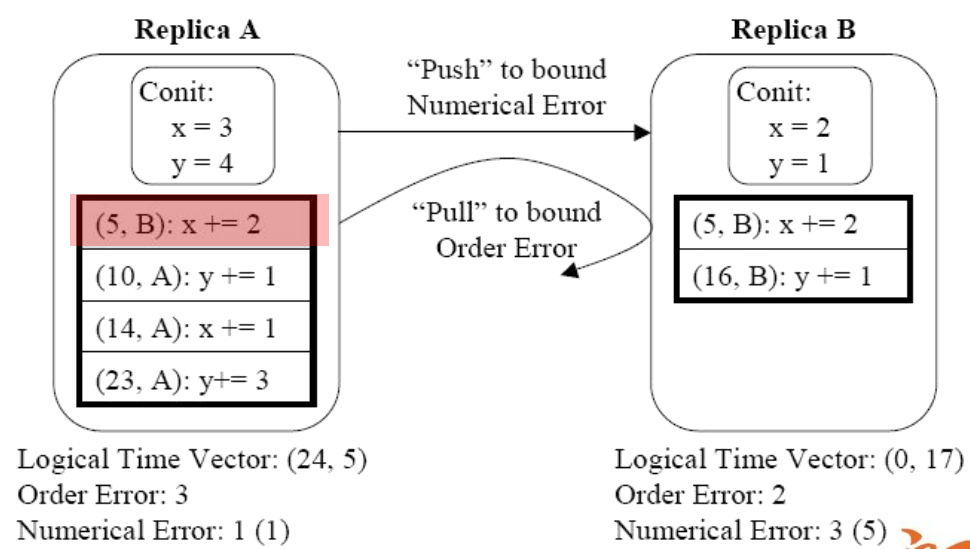 Replica A
Conit:
x = 3
y = 4
(5, B): x += 2
(10, A): y += 1
(14, A): x += 1
(23, A): y+= 3
Logical Time Vector: (24, 5)
Order Error: 3
Numerical Error: 1 (1)
“Push” to bound
Numerical Error
“Pull” to bound
Order Error
Replica B
Conit:
x = 2
y = 1
(5, B): x += 2
(16, B): y += 1
Logical Time Vector: (0, 17)
Order Error: 2
Numerical Error: 3 (5)